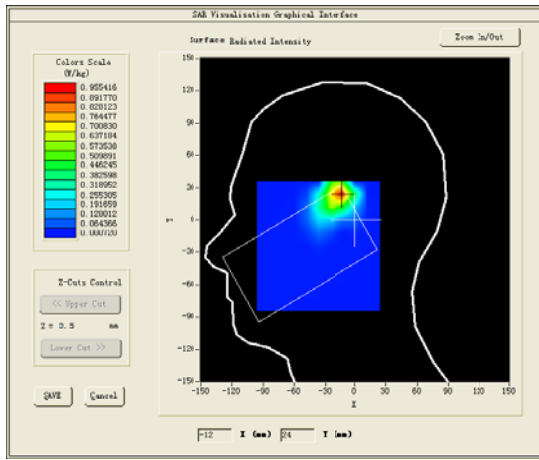 SAR Visualisation Graphical Interface
Surface Radiated Intensity
Zoom In/Out
Colors Scale
(W/kg)
0.955416
0.891770
0.828123
0.764477
0.700830
0.637184
0.573538
0.509891
0.446245
0.382598
0.318952
0.255305
0.191659
0.128012
0.064366
0.000720
150
120
90
60
30
0
-30
-60
-90
-120
-150
Y
-150 -120 -90 -60 -30 0 30 60 90 120 150
X
Z-Cuts Control
<< Upper Cut
Z = 3.5 mm
Lower Cut >>
SAVE Cancel
-12 X (mm) 24 Y (mm)